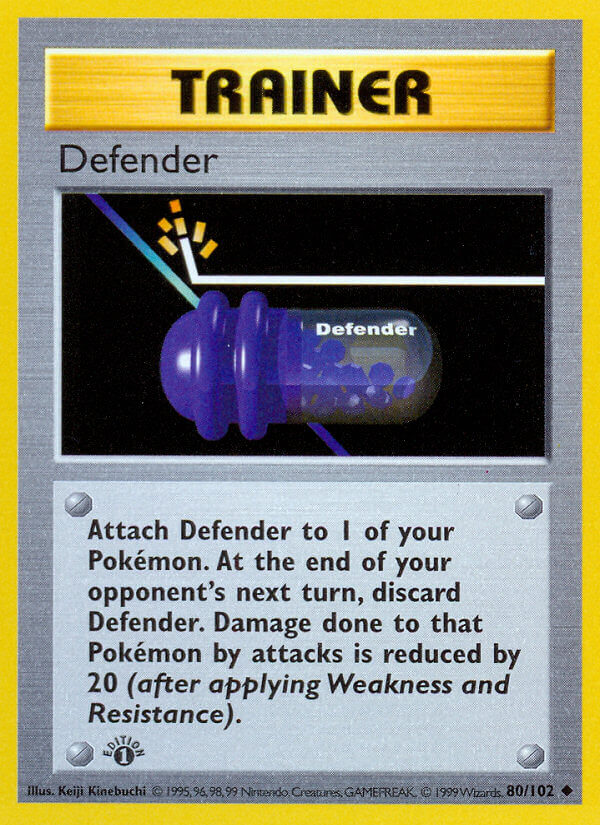 TRAINER
Defender
Defender
Attach Defender to 1 of your
Pokémon. At the end of your
opponent's next turn, discard
Defender. Damage done to that
Pokémon by attacks is reduced by
20 (after applying Weakness and
Resistance).
EDITION
1
Illus. Keiji Kinebuchi © 1995, 96, 98, 99 Nintendo, Creatures, GAMEFREAK. © 1999 Wizards. 80/102 ◆